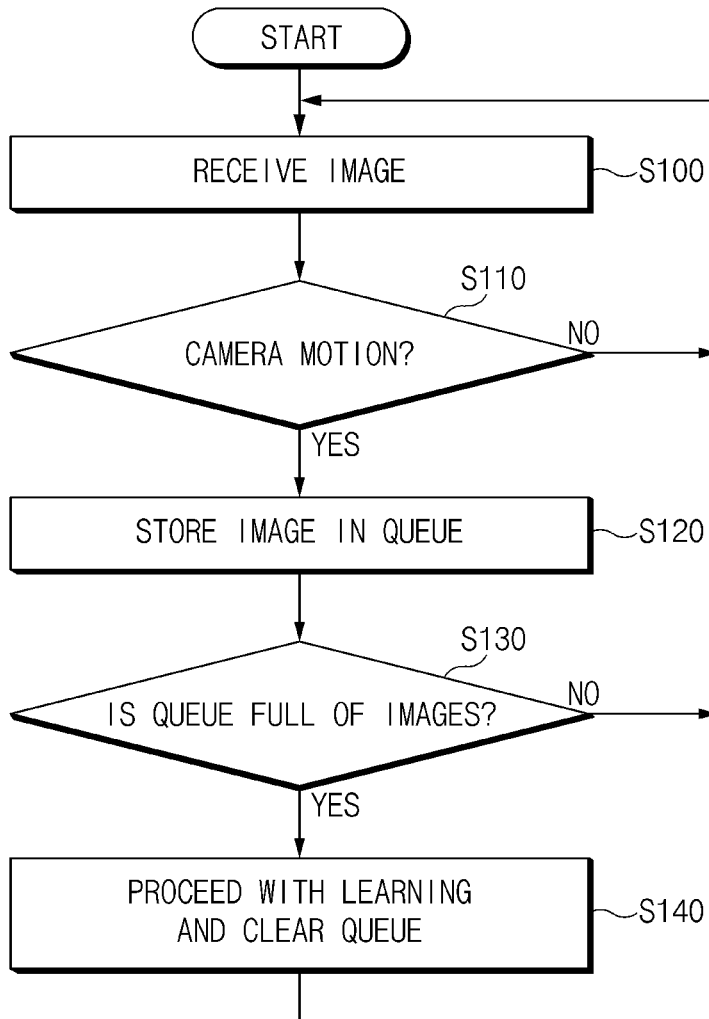 START
RECEIVE IMAGE
S100
S110
CAMERA MOTION?
NO
YES
STORE IMAGE IN QUEUE
S120
S130
IS QUEUE FULL OF IMAGES?
NO
YES
PROCEED WITH LEARNING
AND CLEAR QUEUE
S140